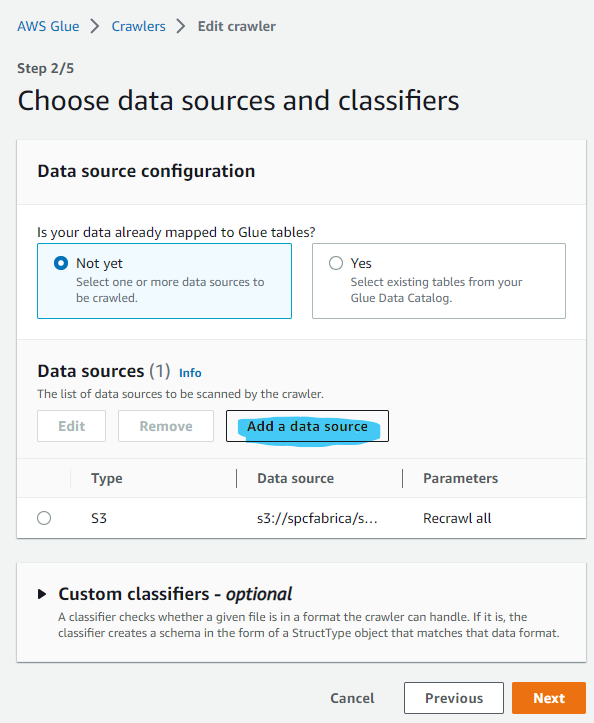 AWS Glue > Crawlers > Edit crawler
Step 2/5
Choose data sources and classifiers
Data source configuration
Is your data already mapped to Glue tables?
Not yet
Select one or more data sources to
be crawled.
Yes
Select existing tables from your
Glue Data Catalog.
Data sources (1) Info
The list of data sources to be scanned by the crawler.
Edit Remove Add a data source
Type Data source Parameters
S3 s3://spcfabrica/s... Recrawl all
Custom classifiers - optional
A classifier checks whether a given file is in a format the crawler can handle. If it is, the
classifier creates a schema in the form of a StructType object that matches that data format.
Cancel Previous Next